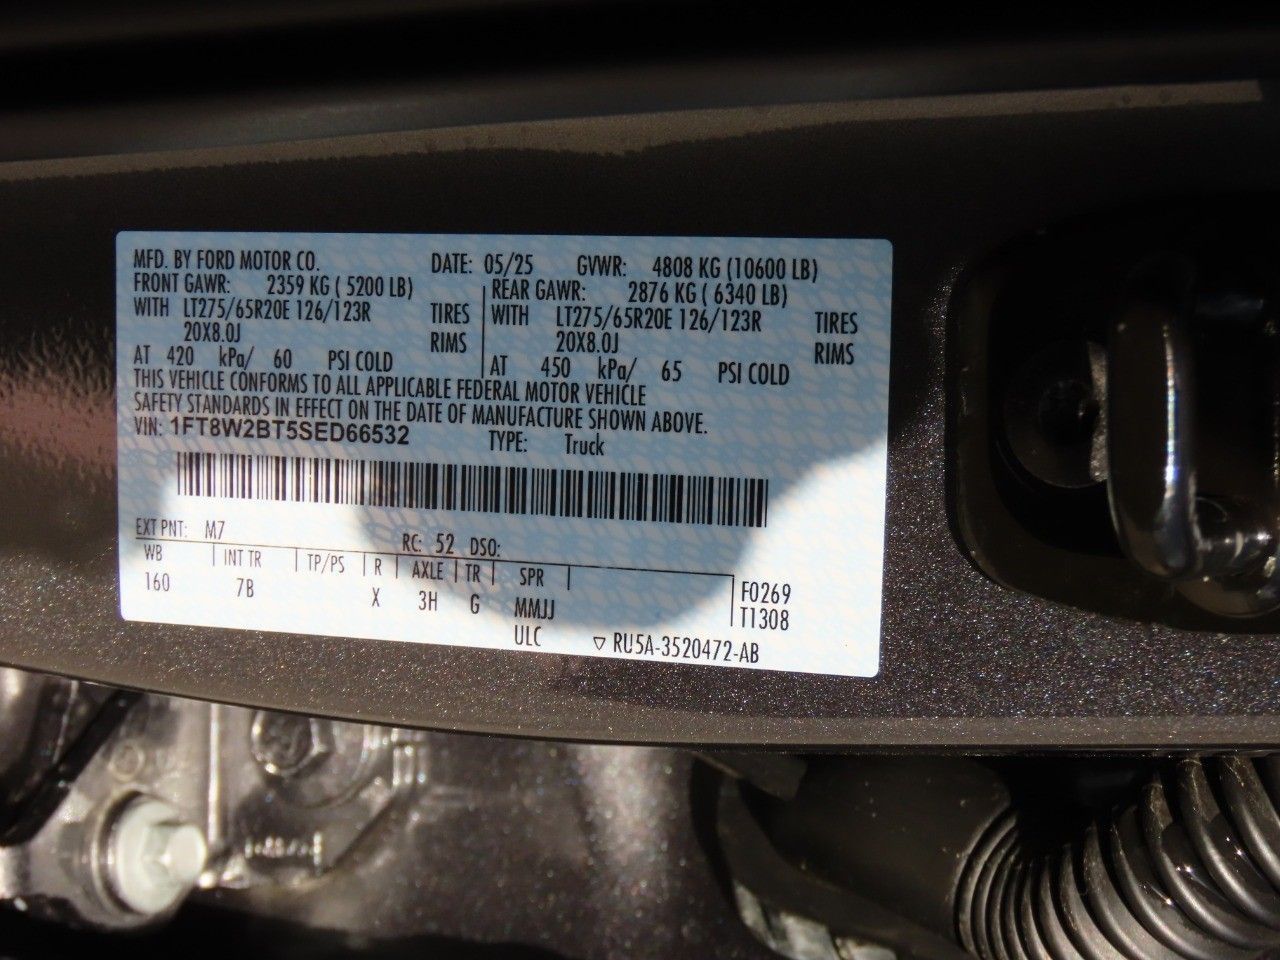 MFD. BY FORD MOTOR CO. DATE: 05/25 GVWR: 4808 KG (10600 LB)
FRONT GAWR: 2359 KG ( 5200 LB) REAR GAWR: 2876 KG ( 6340 LB)
WITH LT275/65R20E 126/123R TIRES WITH LT275/65R20E 126/123R TIRES
20X8.0J RIMS 20X8.0J RIMS
AT 420 kPa/ 60 PSI COLD AT 450 kPa/ 65 PSI COLD
THIS VEHICLE CONFORMS TO ALL APPLICABLE FEDERAL MOTOR VEHICLE
SAFETY STANDARDS IN EFFECT ON THE DATE OF MANUFACTURE SHOWN ABOVE.
VIN: 1FT8W2BT5SED66532 TYPE: Truck
EXT PNT: M7 RC: 52 DSO:
WB INT TR TP/PS R AXLE TR SPR
160 7B X 3H G MMJJ F0269
ULC T1308
RU5A-3520472-AB